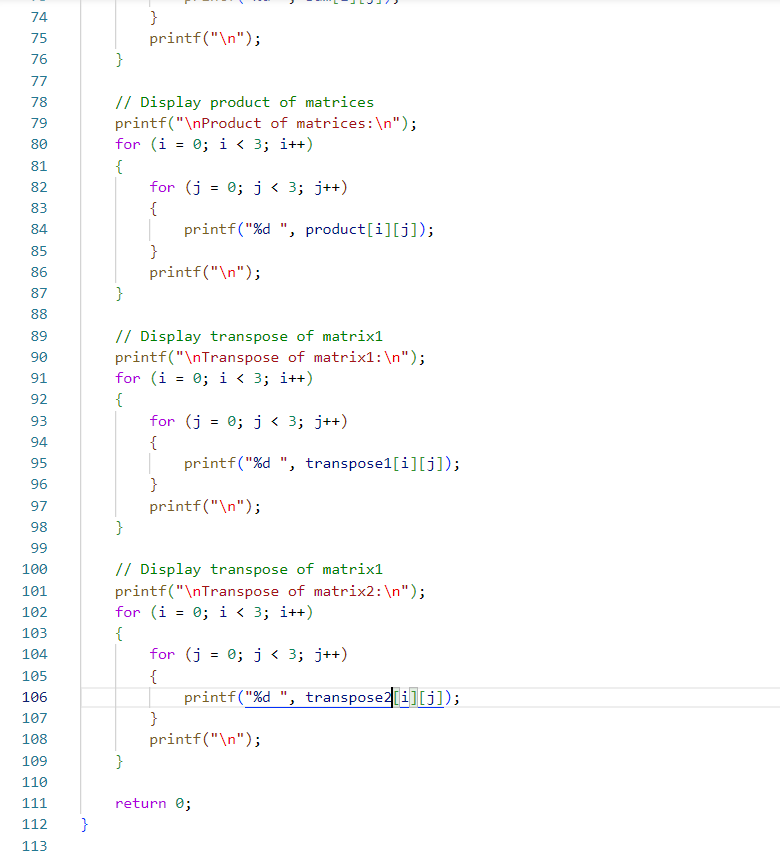 74 }
75 printf("\n");
76 }
77
78 // Display product of matrices
79 printf("\nProduct of matrices:\n");
80 for (i = 0; i < 3; i++)
81 {
82 for (j = 0; j < 3; j++)
83 {
84 printf("%d ", product[i][j]);
85 }
86 printf("\n");
87 }
88
89 // Display transpose of matrix1
90 printf("\nTranspose of matrix1:\n");
91 for (i = 0; i < 3; i++)
92 {
93 for (j = 0; j < 3; j++)
94 {
95 printf("%d ", transpose1[i][j]);
96 }
97 printf("\n");
98 }
99
100 // Display transpose of matrix1
101 printf("\nTranspose of matrix2:\n");
102 for (i = 0; i < 3; i++)
103 {
104 for (j = 0; j < 3; j++)
105 {
106 printf("%d ", transpose2[i][j]);
107 }
108 printf("\n");
109 }
110
111 return 0;
112 }
113